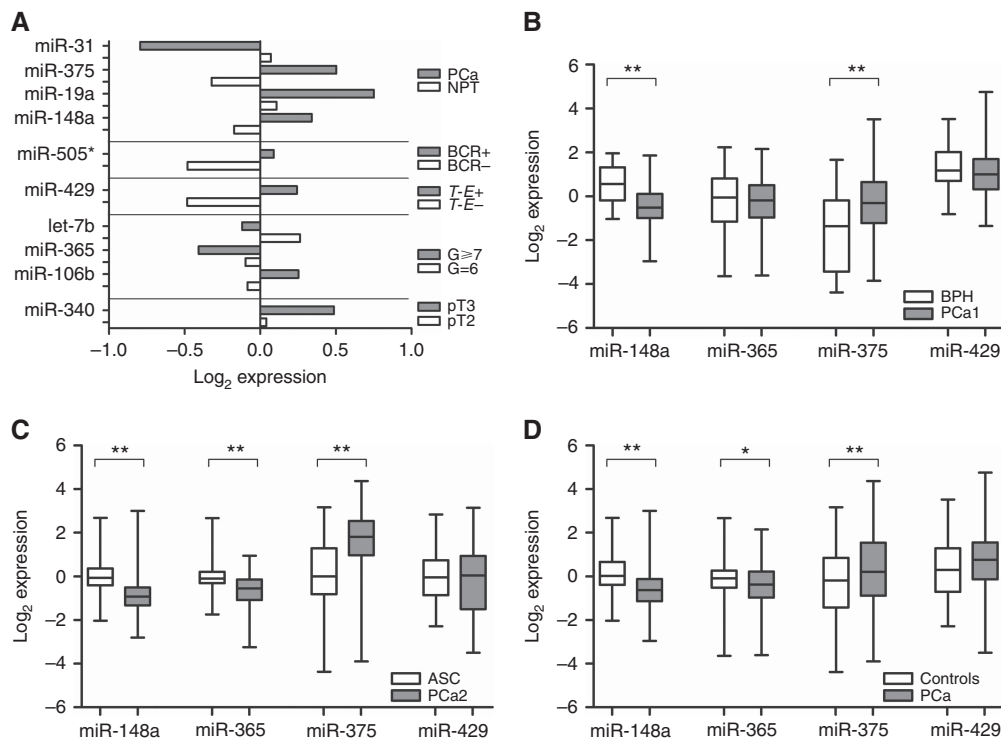 A
miR-31
miR-375
miR-19a
miR-148a
miR-505*
miR-429
let-7b
miR-365
miR-106b
miR-340
PCa
NPT
BCR+
BCR−
T-E+
T-E−
G⩾7
G=6
pT3
pT2
−1.0 −0.5 0.0 0.5 1.0
Log2 expression
B
6
4
2
0
−2
−4
−6
Log2 expression
** **
BPH
PCa1
miR-148a miR-365 miR-375 miR-429
C
6
4
2
0
−2
−4
−6
Log2 expression
** ** **
ASC
PCa2
miR-148a miR-365 miR-375 miR-429
D
6
4
2
0
−2
−4
−6
Log2 expression
** * **
Controls
PCa
miR-148a miR-365 miR-375 miR-429